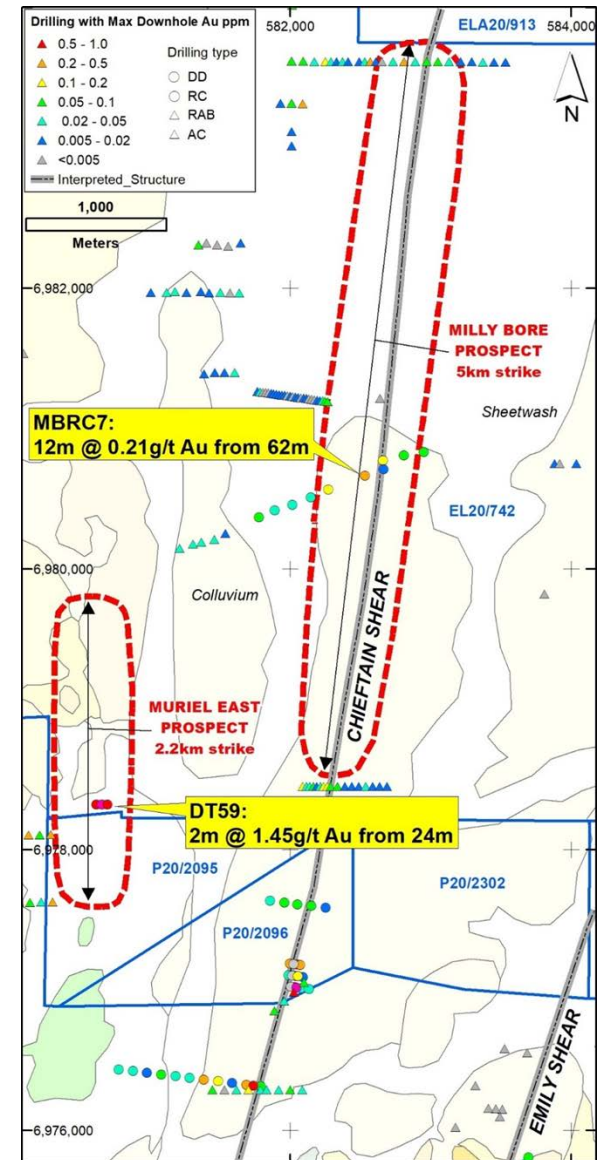 Drilling with Max Downhole Au ppm
0.5 - 1.0
0.2 - 0.5
0.1 - 0.2
0.05 - 0.1
0.02 - 0.05
0.005 - 0.02
<0.005
Interpreted_Structure
Drilling type
DD
RC
RAB
AC
1,000
Meters
582,000
584,000
ELA20/913
N
6,982,000
MILLY BORE
PROSPECT
5km strike
Sheetwash
MBRC7:
12m @ 0.21g/t Au from 62m
EL20/742
6,980,000
Colluvium
CHIEFTAIN SHEAR
MURIEL EAST
PROSPECT
2.2km strike
DT59:
2m @ 1.45g/t Au from 24m
6,928,000
P20/2095
P20/2302
P20/2096
EMILY SHEAR
6,976,000